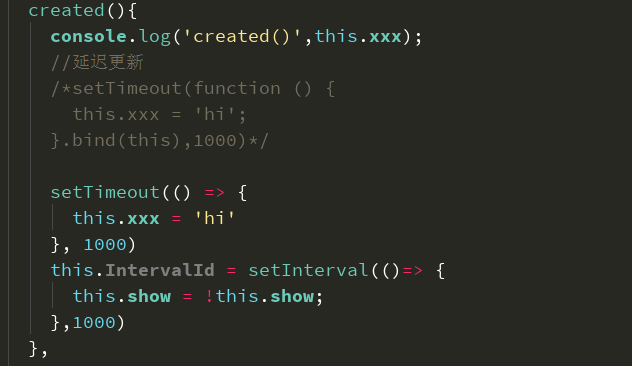 created(){
console.log('created()',this.xxx);
//延迟更新
/*setTimeout(function () {
this.xxx = 'hi';
}.bind(this),1000)*/
setTimeout(() => {
this.xxx = 'hi'
}, 1000)
this.IntervalId = setInterval(()=> {
this.show = !this.show;
},1000)
},